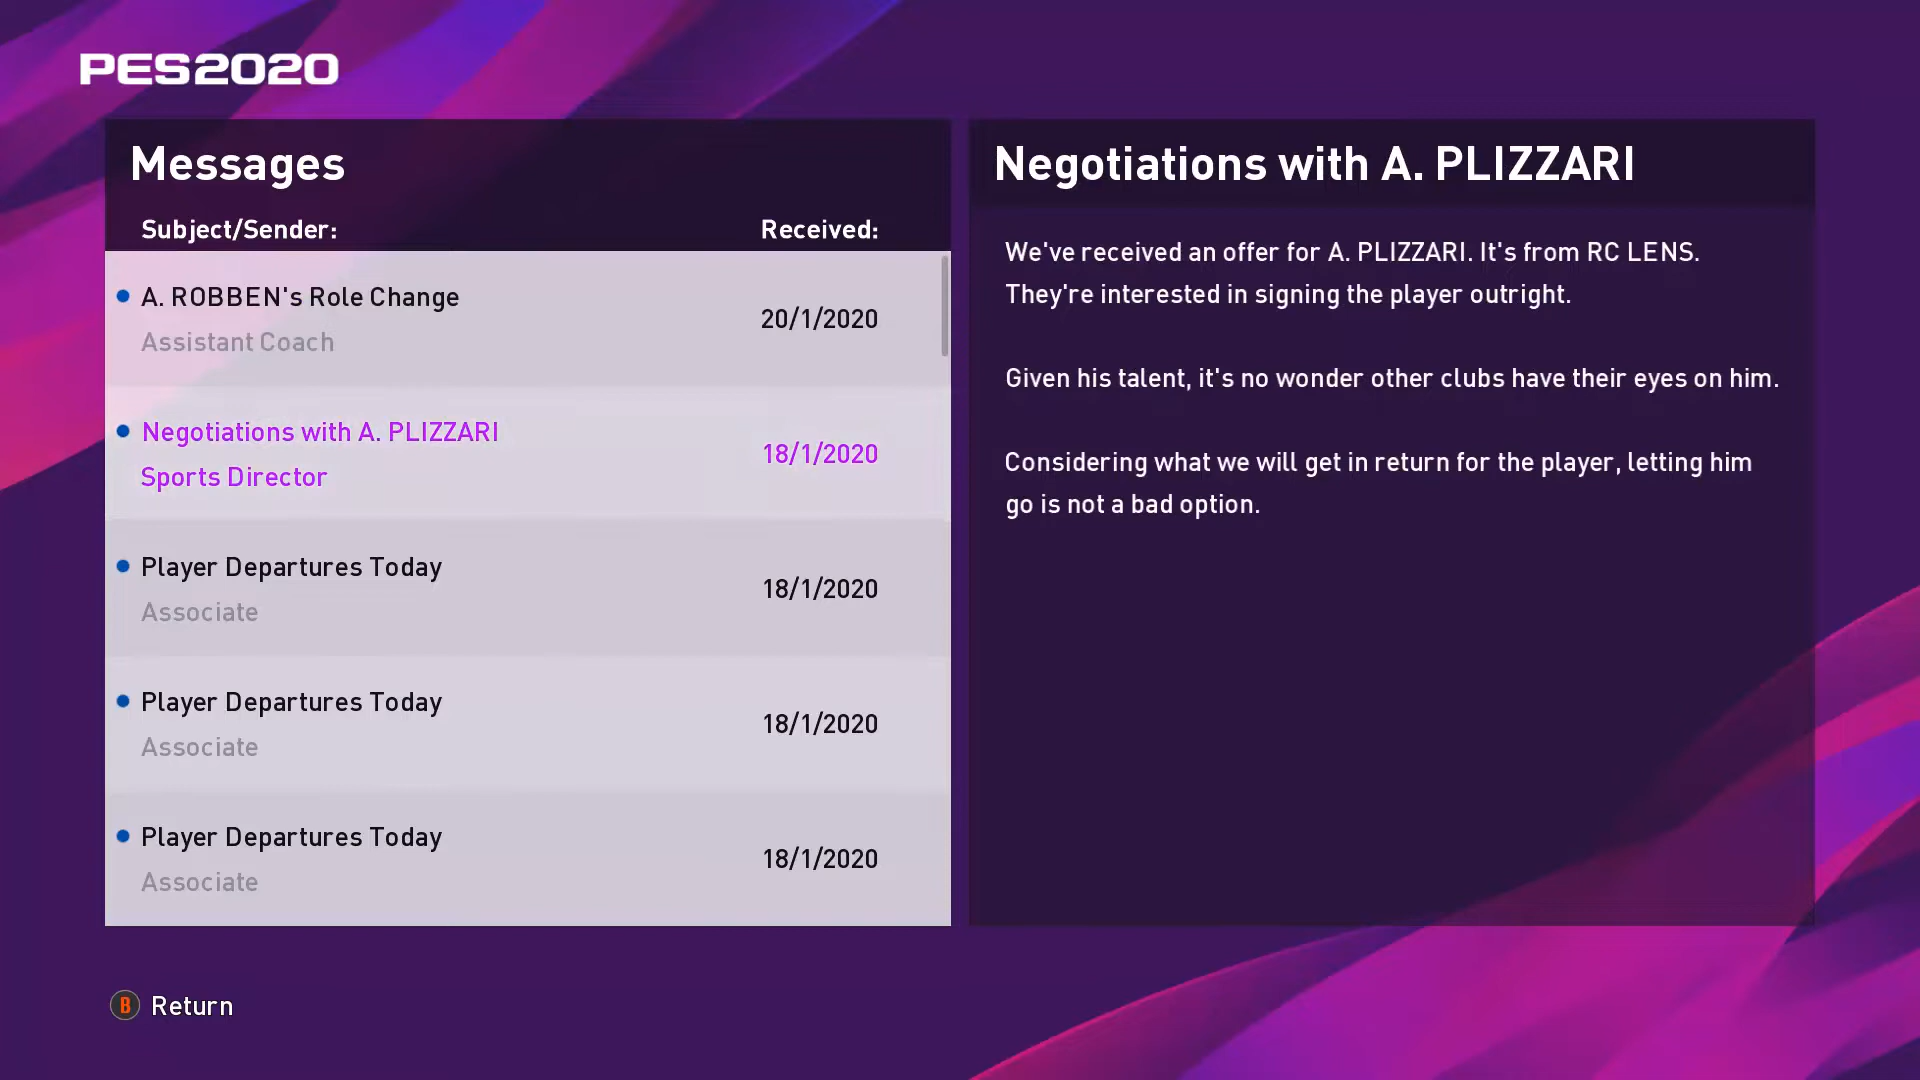 PES2020
Messages
Subject/Sender: Received:
A. ROBBEN's Role Change
Assistant Coach
20/1/2020
Negotiations with A. PLIZZARI
Sports Director
18/1/2020
Player Departures Today
Associate
18/1/2020
Player Departures Today
Associate
18/1/2020
Player Departures Today
Associate
18/1/2020
Negotiations with A. PLIZZARI
We've received an offer for A. PLIZZARI. It's from RC LENS.
They're interested in signing the player outright.
Given his talent, it's no wonder other clubs have their eyes on him.
Considering what we will get in return for the player, letting him
go is not a bad option.
B Return